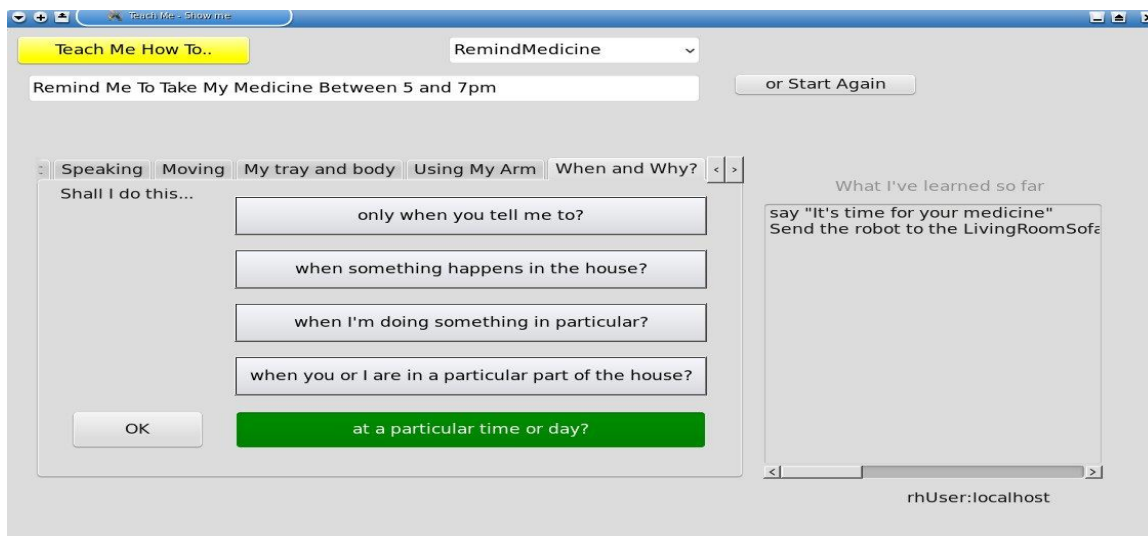 Teach Me - Show me
Teach Me How To..
RemindMedicine
Remind Me To Take My Medicine Between 5 and 7pm
or Start Again
Speaking Moving My tray and body Using My Arm When and Why? < >
What I've learned so far
Shall I do this...
only when you tell me to?
say "It's time for your medicine"
Send the robot to the LivingRoomSofa
when something happens in the house?
when I'm doing something in particular?
when you or I are in a particular part of the house?
OK
at a particular time or day?
rhUser:localhost